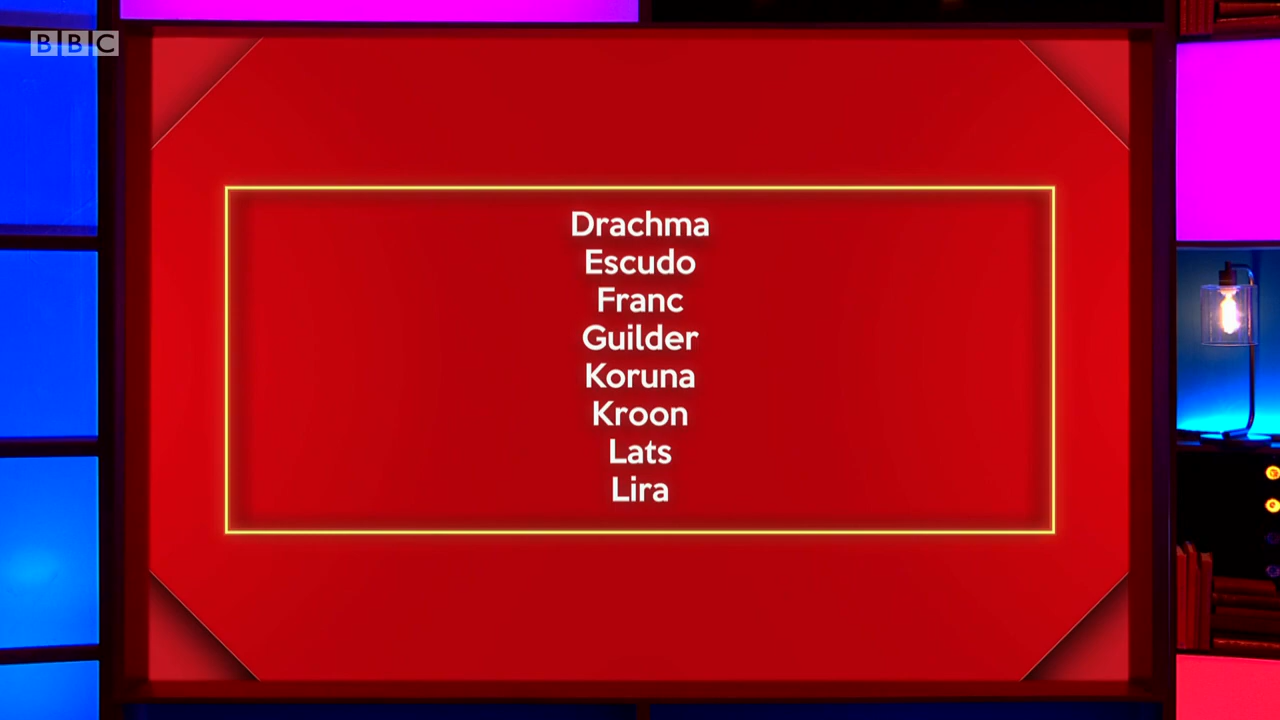 BBC
Drachma
Escudo
Franc
Guilder
Koruna
Kroon
Lats
Lira